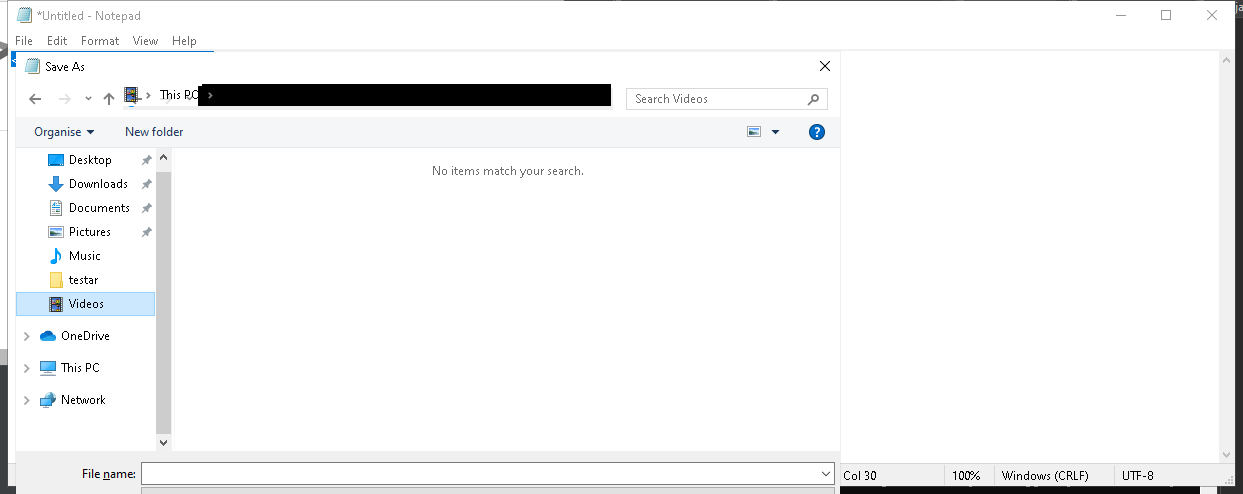 *Untitled - Notepad
File Edit Format View Help
Save As
This PC
Search Videos
Organise New folder
No items match your search.
Desktop
Downloads
Documents
Pictures
Music
testar
Videos
OneDrive
This PC
Network
File name:
Col 30 100% Windows (CRLF) UTF-8